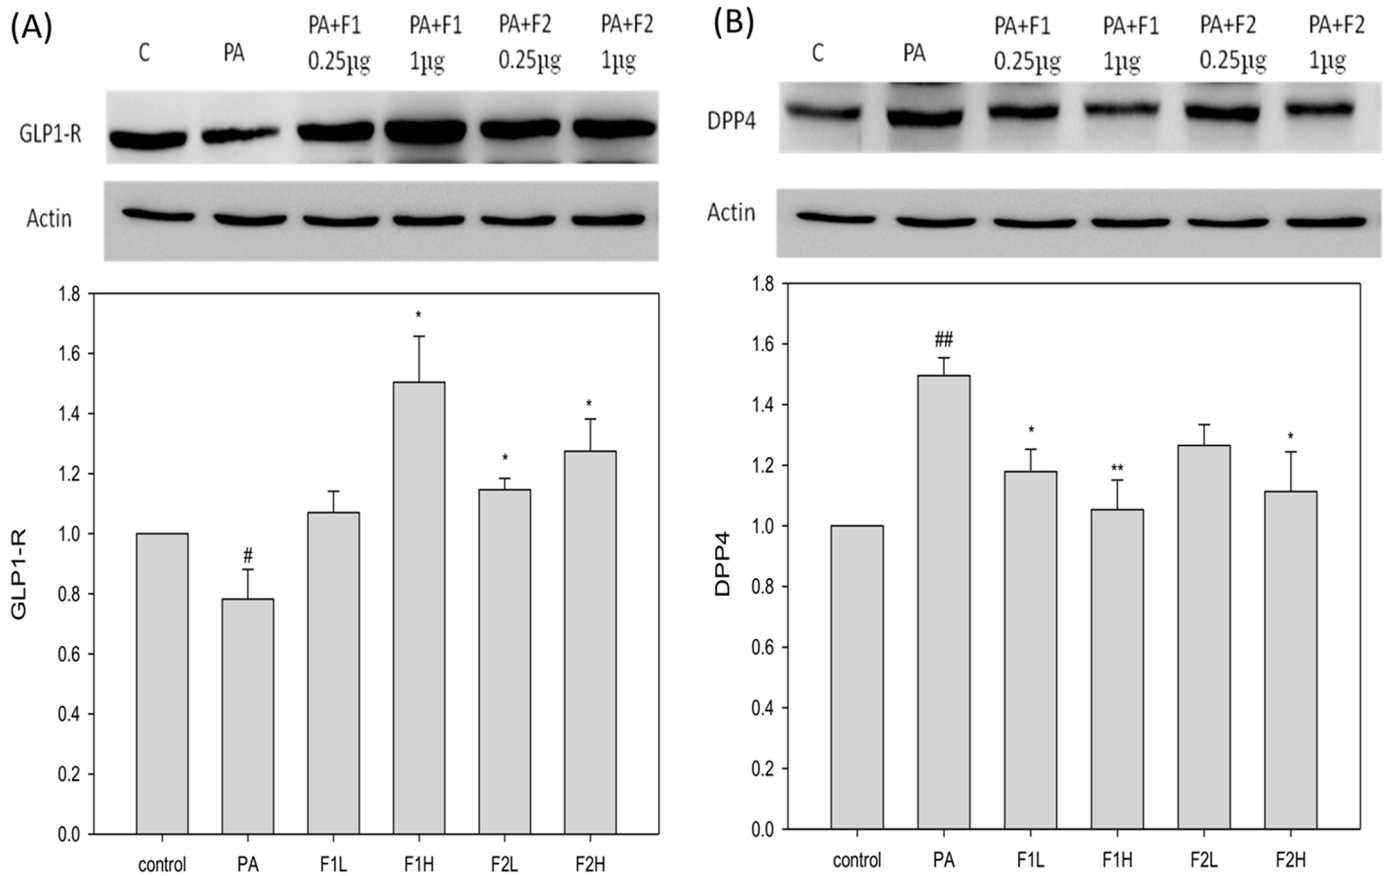 (A)
C PA PA+F1 PA+F1 PA+F2 PA+F2
0.25μg 1μg 0.25μg 1μg
GLP1-R
Actin
1.8
1.6
1.4
1.2
1.0
0.8
0.6
0.4
0.2
0.0
GLP1-R
#
*
*
*
control PA F1L F1H F2L F2H
(B)
C PA PA+F1 PA+F1 PA+F2 PA+F2
0.25μg 1μg 0.25μg 1μg
DPP4
Actin
1.8
1.6
1.4
1.2
1.0
0.8
0.6
0.4
0.2
0.0
DPP4
##
*
**
*
control PA F1L F1H F2L F2H